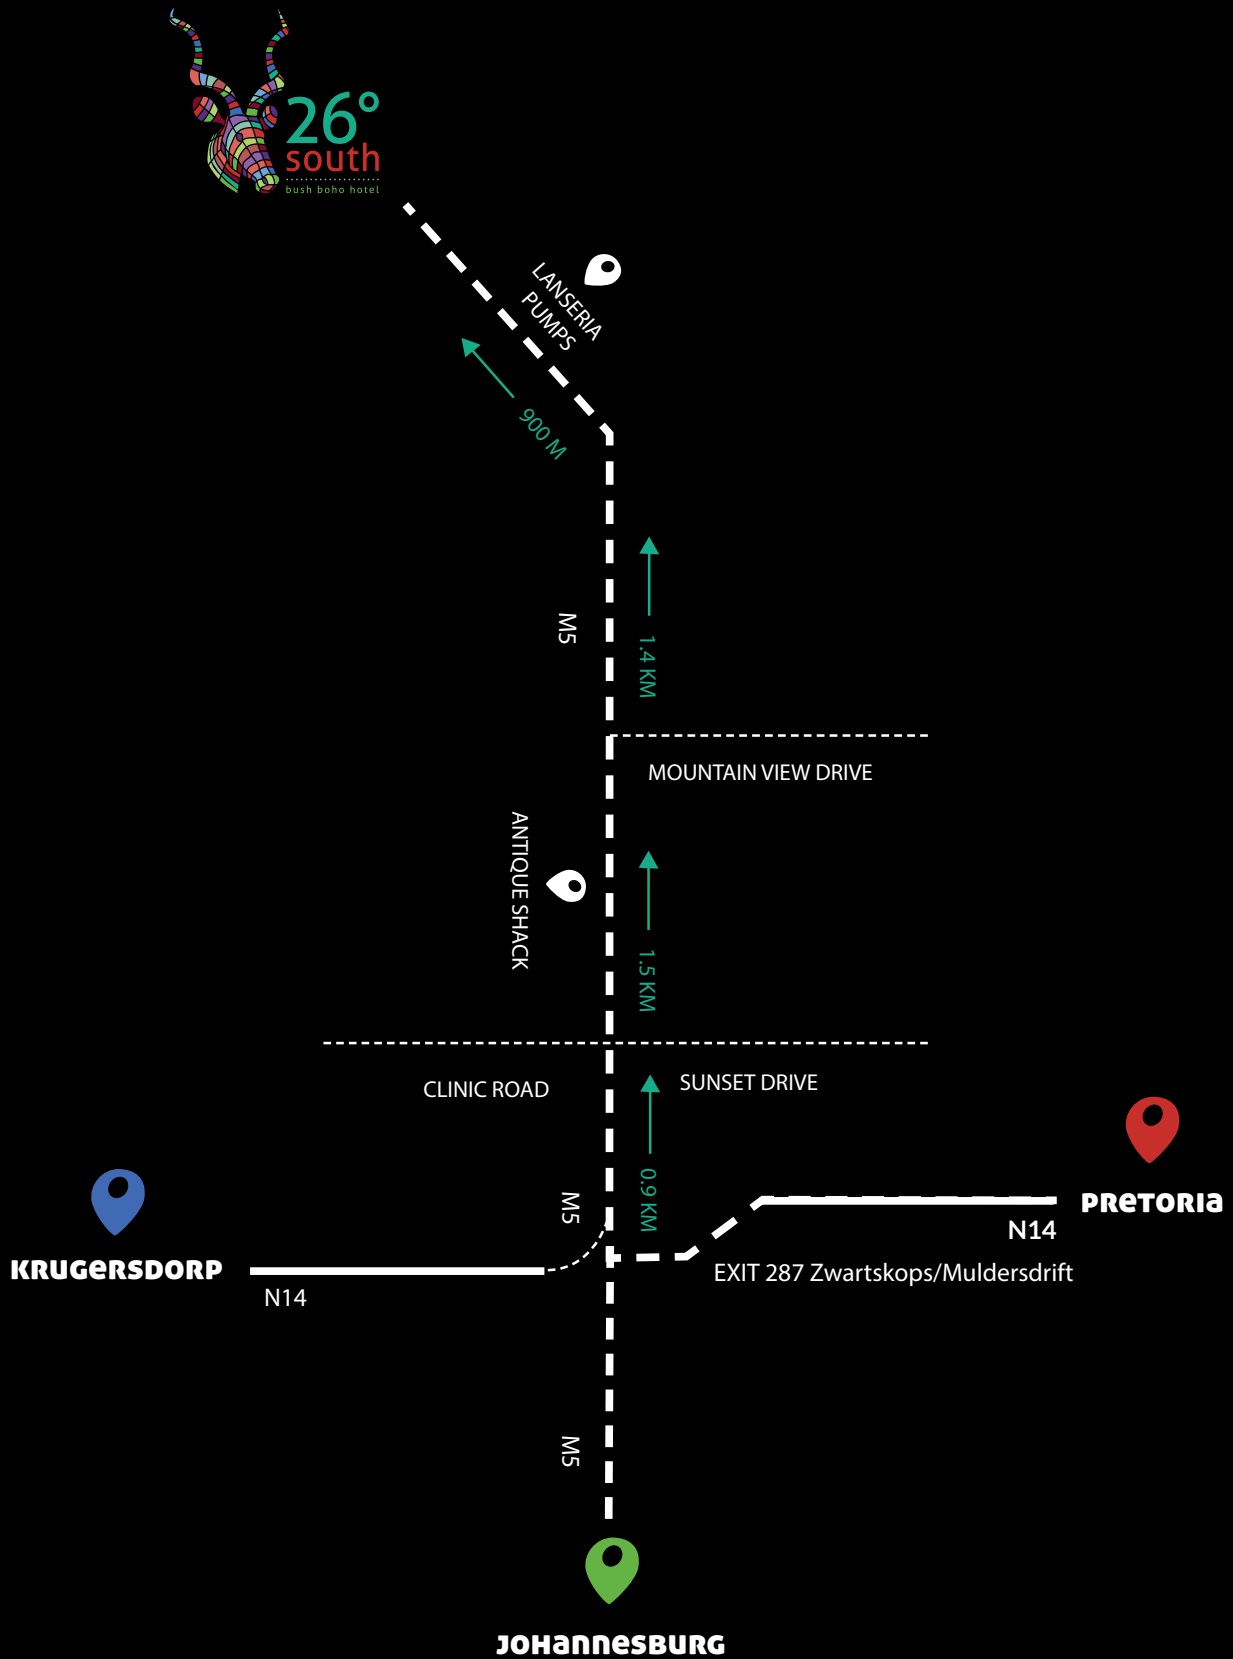 26°
south
bush boho hotel
LANSERIA
PUMPS
900 M
M5
1.4 KM
MOUNTAIN VIEW DRIVE
ANTIQUE SHACK
1.5 KM
CLINIC ROAD
SUNSET DRIVE
M5
0.9 KM
PRETORIA
N14
KRUGERSDORP
N14
EXIT 287 Zwartskops/Muldersdrift
M5
JOHANNESBURG